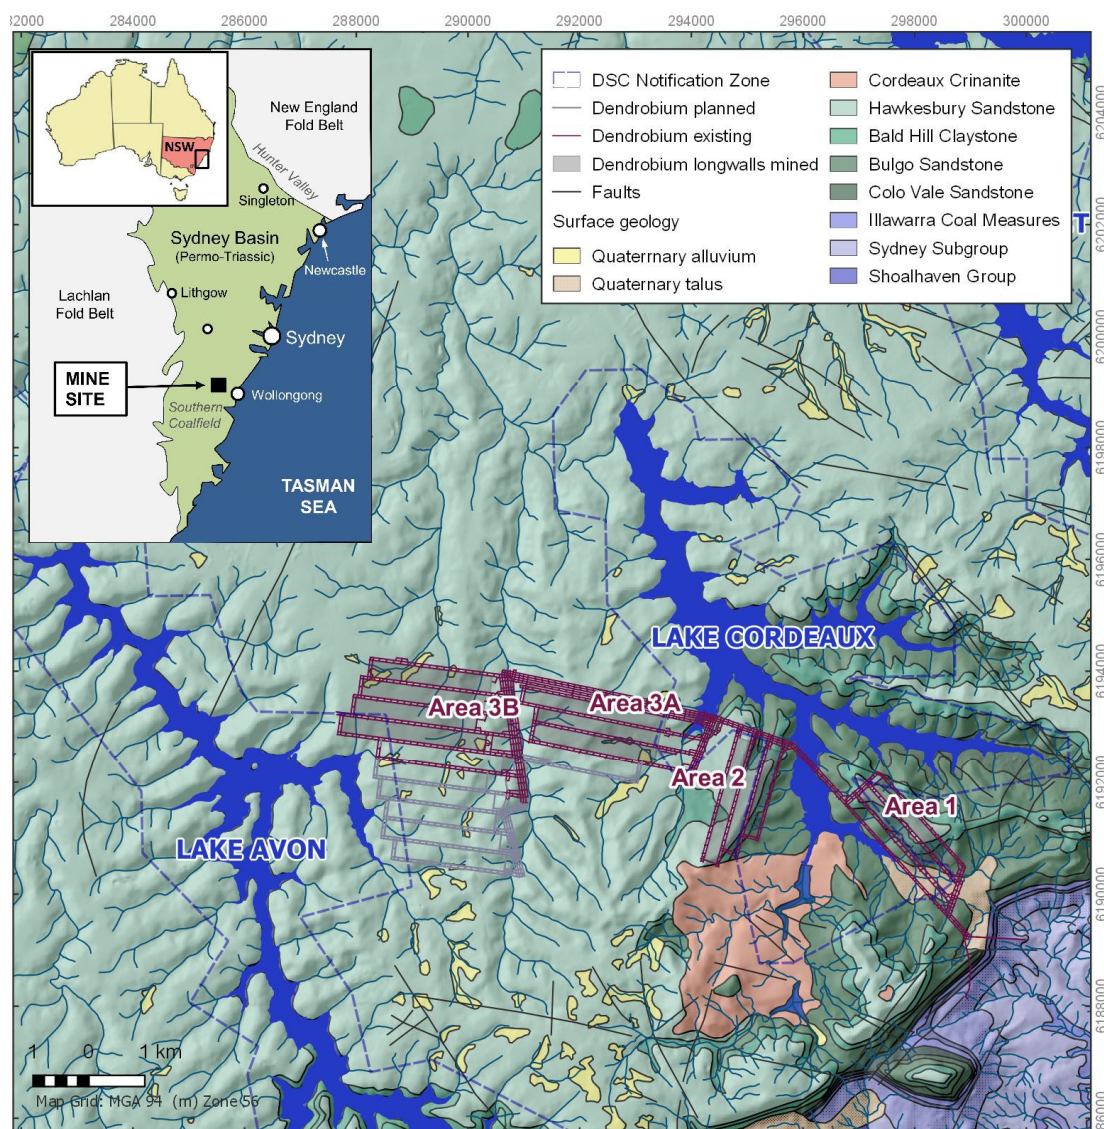 32000
284000
286000
288000
290000
292000
294000
296000
298000
300000
NSW
New England
Fold Belt
Hunter Valley
Singleton
Sydney Basin
(Permo-Triassic)
Newcastle
Lachlan
Fold Belt
Lithgow
Sydney
MINE
SITE
Wollongong
Southern
Coalfield
TASMAN
SEA
DSC Notification Zone
Dendrobium planned
Dendrobium existing
Dendrobium longwalls mined
Faults
Surface geology
Quaternary alluvium
Quaternary talus
Cordeaux Crinanite
Hawkesbury Sandstone
Bald Hill Claystone
Bulgo Sandstone
Colo Vale Sandstone
Illawarra Coal Measures
Sydney Subgroup
Shoalhaven Group
T
6204000
6202000
6200000
6198000
6196000
6194000
6192000
6190000
6188000
86000
LAKE CORDEAUX
Area 3B
Area 3A
Area 2
Area 1
LAKE AVON
1 0 1 km
Map Grid: MGA 94 (m) Zone 56